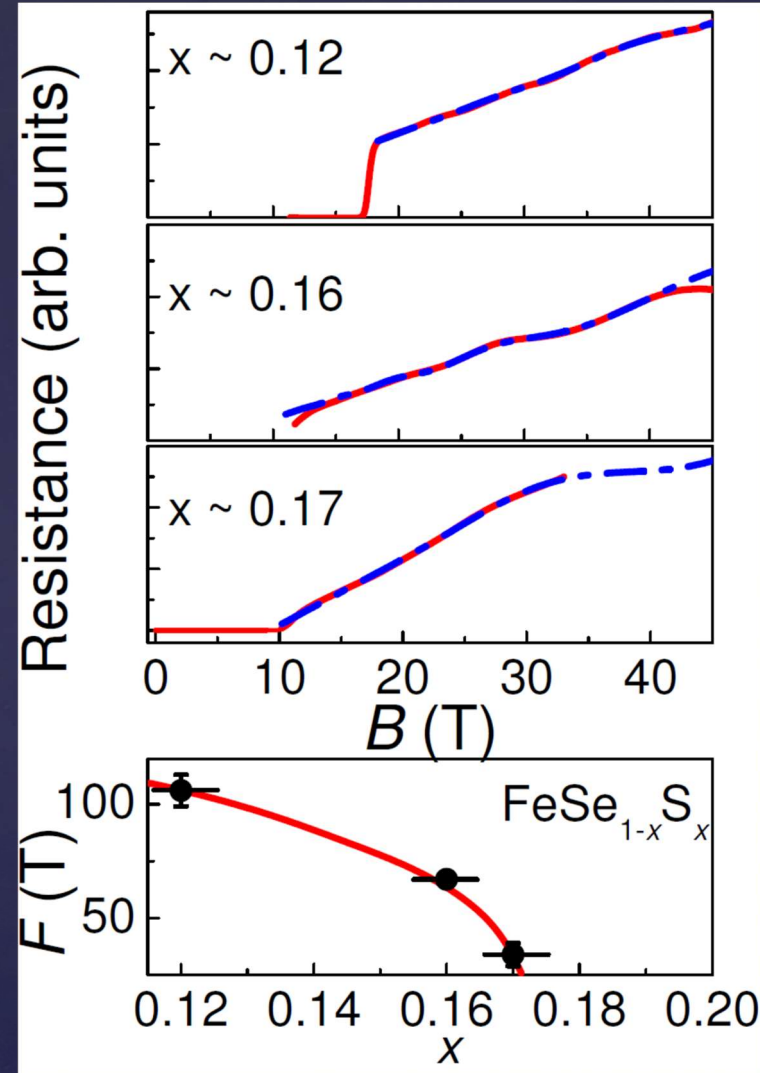 x ~ 0.12
x ~ 0.16
x ~ 0.17
Resistance (arb. units)
0 10 20 30 40
B (T)
FeSe1-xSx
100
50
F (T)
0.12 0.14 0.16 0.18 0.20
x